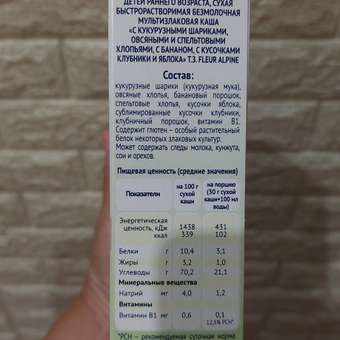 ДЕТЕЙ РАННЕГО ВОЗРАСТА, СУХАЯ
БЫСТРОРАСТВОРИМАЯ БЕЗМОЛОЧНАЯ
МУЛЬТИЗЛАКОВАЯ КАША
«С КУКУРУЗНЫМИ ШАРИКАМИ,
ОВСЯНЫМИ И СПЕЛЬТОВЫМИ
ХЛОПЬЯМИ, С БАНАНОМ, С КУСОЧКАМИ
КЛУБНИКИ И ЯБЛОКА» Т.З. FLEUR ALPINE
Состав:
кукурузные шарики (кукурузная мука),
овсяные хлопья, банановый порошок,
спельтовые хлопья, кусочки яблока,
сублимированные кусочки клубники,
клубничный порошок, витамин В1.
Содержит глютен – особый растительный
белок некоторых злаковых культур.
Может содержать следы молока, кунжута,
сои и орехов.
Пищевая ценность (средние значения)
Показатели
на 100 г
сухой
каши
на порцию
(30 г сухой
каши+100 мл
воды)
Энергетическая
ценность, кДж 1438 431
ккал 339 102
Белки г 10,4 3,1
Жиры г 3,2 1,0
Углеводы г 70,2 21,1
Минеральные вещества
Натрий мг 4,0 1,2
Витамины
Витамин В1 мг 0,6 0,1
12,5% РСН*
*РСН — рекомендуемая суточная норма